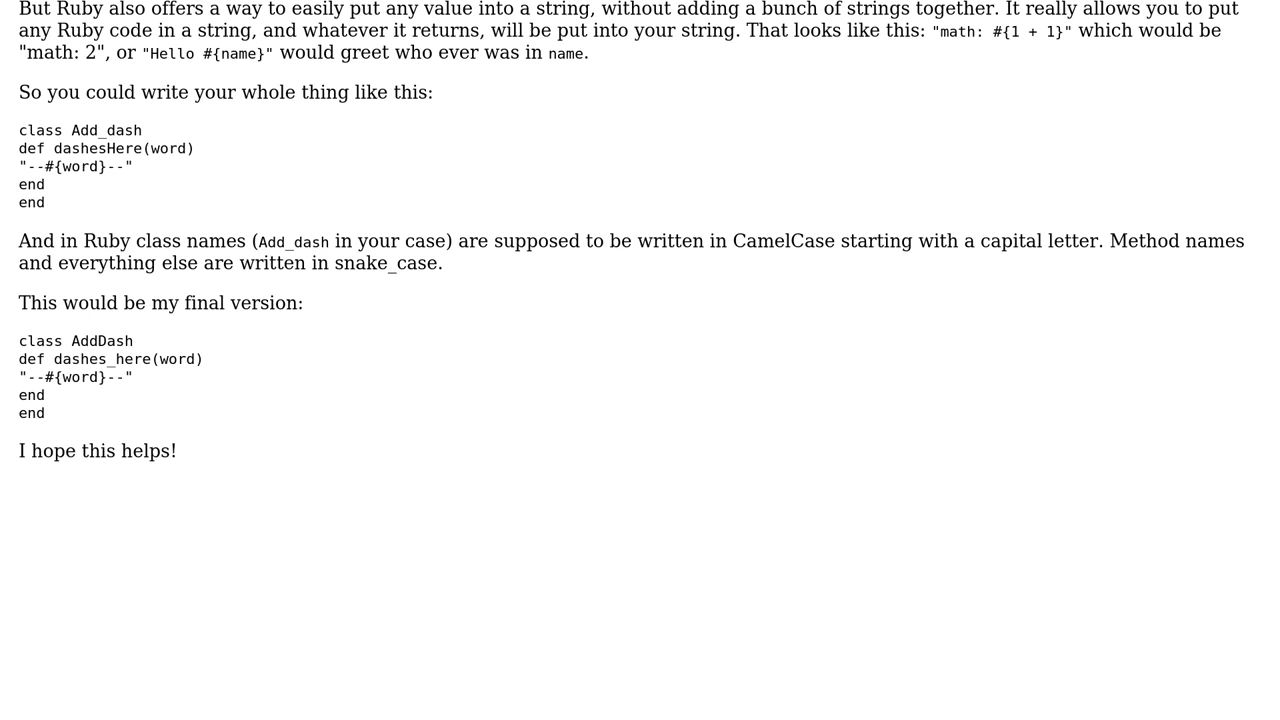 But Ruby also offers a way to easily put any value into a string, without adding a bunch of strings together. It really allows you to put
any Ruby code in a string, and whatever it returns, will be put into your string. That looks like this: "math: #{1 + 1}" which would be
"math: 2", or "Hello #{name}" would greet who ever was in name.
So you could write your whole thing like this:
class Add_dash
def dashesHere(word)
"--#{word}--"
end
end
And in Ruby class names (Add_dash in your case) are supposed to be written in CamelCase starting with a capital letter. Method names
and everything else are written in snake_case.
This would be my final version:
class AddDash
def dashes_here(word)
"--#{word}--"
end
end
I hope this helps!